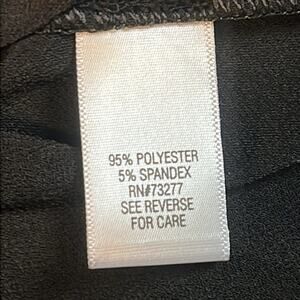 95% POLYESTER
5% SPANDEX
RN#73277
SEE REVERSE
FOR CARE